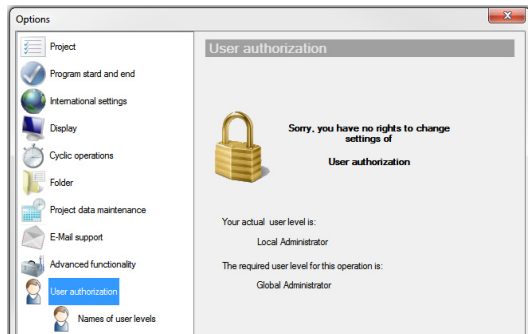 Options
Project
Program stard and end
International settings
Display
Cyclic operations
Folder
Project data maintenance
E-Mail support
Advanced functionality
User authorization
Names of user levels
User authorization
Sorry, you have no rights to change
settings of
User authorization
Your actual user level is:
Local Administrator
The required user level for this operation is:
Global Administrator